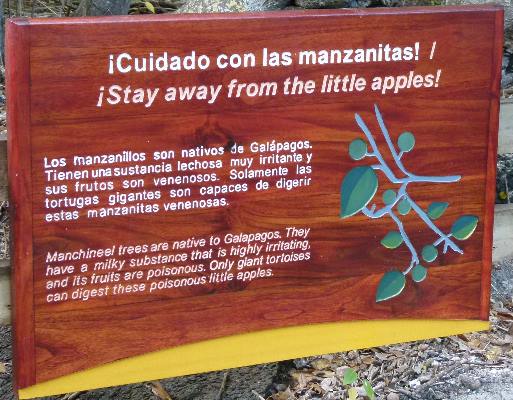 ¡Cuidado con las manzanitas! /
¡Stay away from the little apples!
Los manzanillos son nativos de Galápagos.
Tienen una sustancia lechosa muy irritante y
sus frutos son venenosos. Solamente las
tortugas gigantes son capaces de digerir
estas manzanitas venenosas.
Manchineel trees are native to Galapagos. They
have a milky substance that is highly irritating,
and its fruits are poisonous. Only giant tortoises
can digest these poisonous little apples.